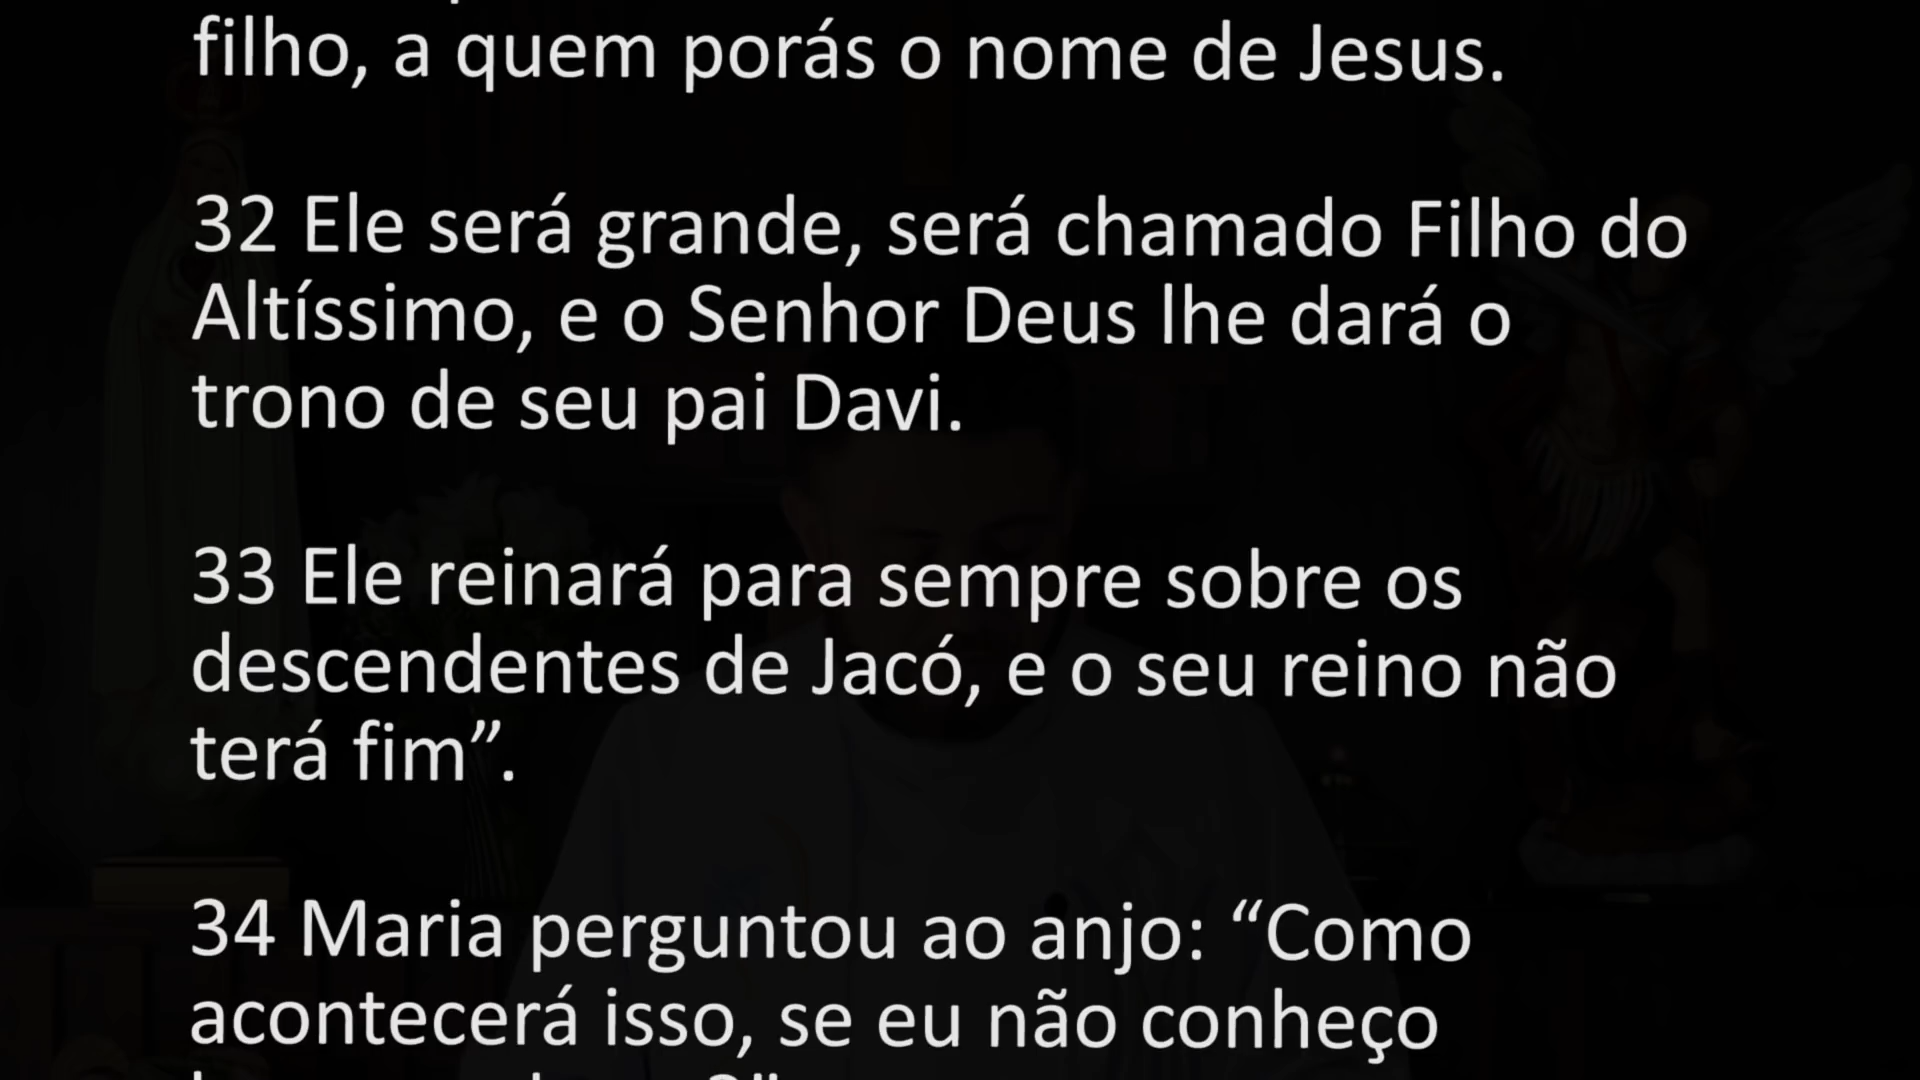 filho, a quem porás o nome de Jesus.
32 Ele será grande, será chamado Filho do
Altíssimo, e o Senhor Deus lhe dará o
trono de seu pai Davi.
33 Ele reinará para sempre sobre os
descendentes de Jacó, e o seu reino não
terá fim”.
34 Maria perguntou ao anjo: “Como
acontecerá isso, se eu não conheço